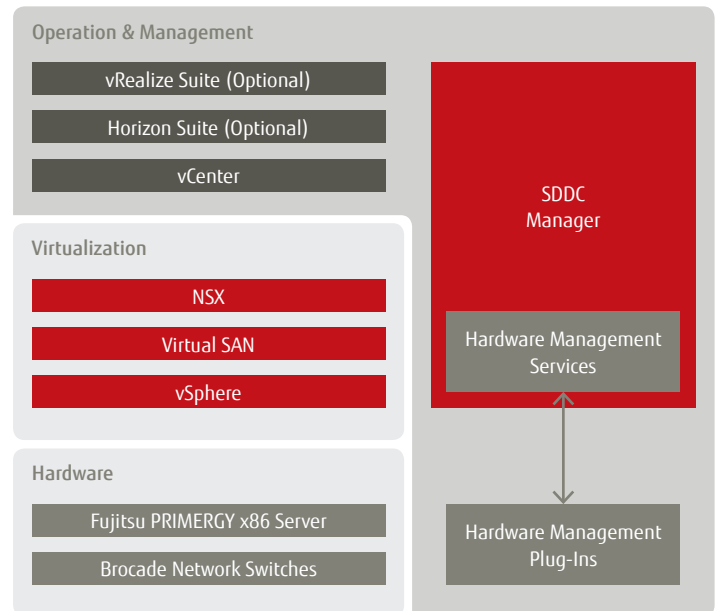 Operation & Management
vRealize Suite (Optional)
Horizon Suite (Optional)
vCenter
SDDC
Manager
Hardware Management
Services
Virtualization
NSX
Virtual SAN
vSphere
Hardware
Fujitsu PRIMERGY x86 Server
Brocade Network Switches
Hardware Management
Plug-Ins